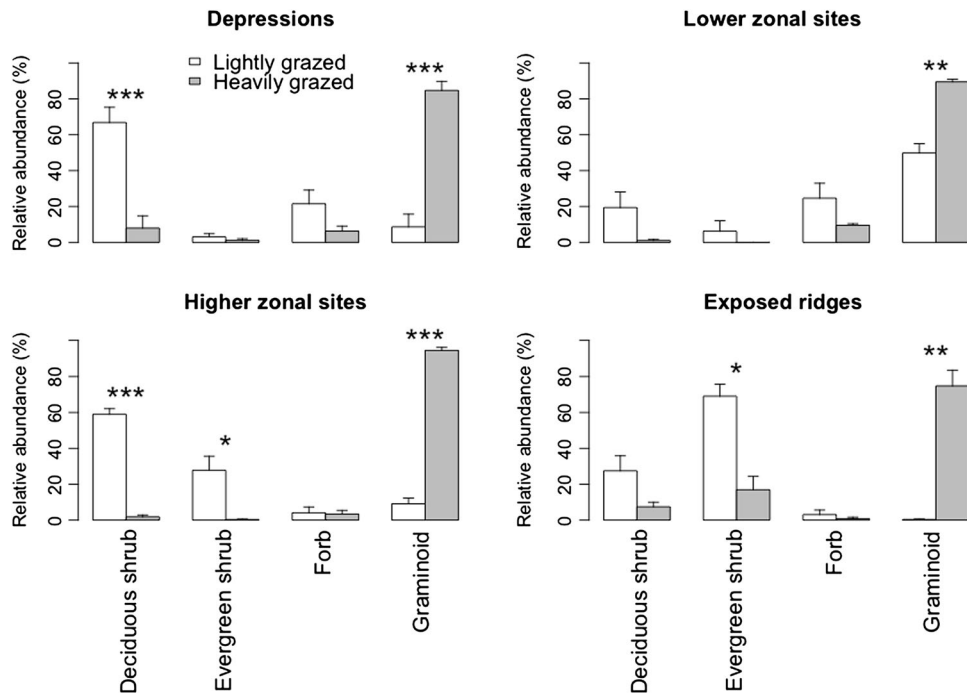 Depressions
Lower zonal sites
Lightly grazed
Heavily grazed
***
***
**
Relative abundance (%)
0 20 40 60 80
Relative abundance (%)
0 20 40 60 80
Higher zonal sites
Exposed ridges
***
*
***
*
**
Relative abundance (%)
0 20 40 60 80
Relative abundance (%)
0 20 40 60 80
Deciduous shrub
Evergreen shrub
Forb
Graminoid
Deciduous shrub
Evergreen shrub
Forb
Graminoid